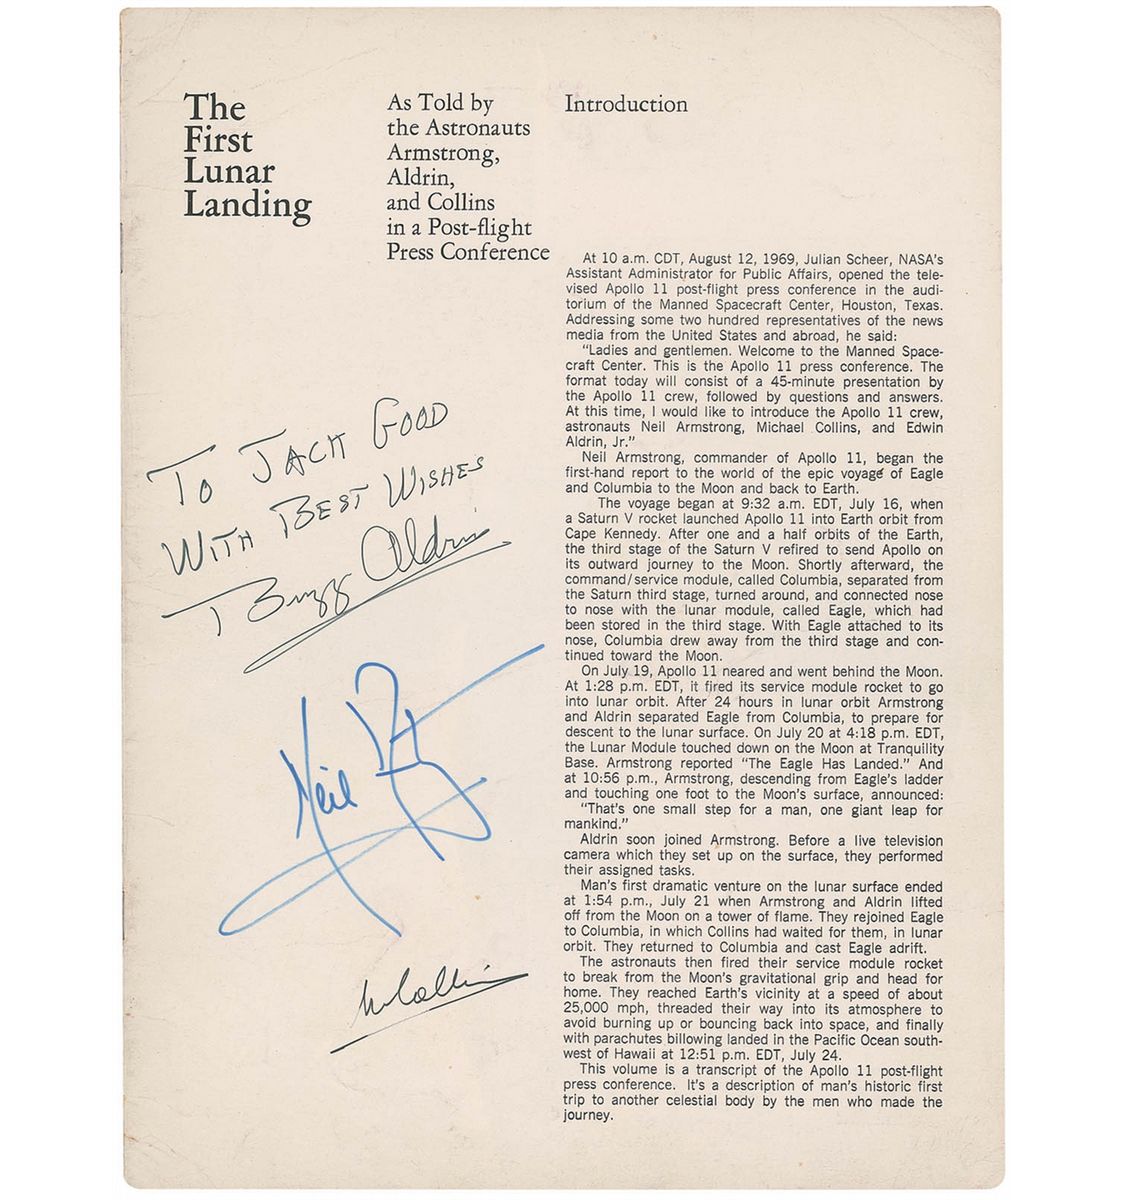 The
First
Lunar
Landing
As Told by
the Astronauts
Armstrong,
Aldrin,
and Collins
in a Post-flight
Press Conference
Introduction
At 10 a.m. CDT, August 12, 1969, Julian Scheer, NASA's
Assistant Administrator for Public Affairs, opened the tele-
vised Apollo 11 post-flight press conference in the audi-
torium of the Manned Spacecraft Center, Houston, Texas.
Addressing some two hundred representatives of the news
media from the United States and abroad, he said:
"Ladies and gentlemen. Welcome to the Manned Space-
craft Center. This is the Apollo 11 press conference. The
format today will consist of a 45-minute presentation by
the Apollo 11 crew, followed by questions and answers.
At this time, I would like to introduce the Apollo 11 crew,
astronauts Neil Armstrong, Michael Collins, and Edwin
Aldrin, Jr."
Neil Armstrong, commander of Apollo 11, began the
first-hand report to the world of the epic voyage of Eagle
and Columbia to the Moon and back to Earth.
The voyage began at 9:32 a.m. EDT, July 16, when
a Saturn V rocket launched Apollo 11 into Earth orbit from
Cape Kennedy. After one and a half orbits of the Earth,
the third stage of the Saturn V refired to send Apollo on
its outward journey to the Moon. Shortly afterward, the
command/service module, called Columbia, separated from
the Saturn third stage, turned around, and connected nose
to nose with the lunar module, called Eagle, which had
been stored in the third stage. With Eagle attached to its
nose, Columbia drew away from the third stage and con-
tinued toward the Moon.
On July 19, Apollo 11 neared and went behind the Moon.
At 1:28 p.m. EDT, it fired its service module rocket to go
into lunar orbit. After 24 hours in lunar orbit Armstrong
and Aldrin separated Eagle from Columbia, to prepare for
descent to the lunar surface. On July 20 at 4:18 p.m. EDT,
the Lunar Module touched down on the Moon at Tranquility
Base. Armstrong reported "The Eagle Has Landed." And
at 10:56 p.m., Armstrong, descending from Eagle's ladder
and touching one foot to the Moon's surface, announced:
"That's one small step for a man, one giant leap for
mankind."
Aldrin soon joined Armstrong. Before a live television
camera which they set up on the surface, they performed
their assigned tasks.
Man's first dramatic venture on the lunar surface ended
at 1:54 p.m., July 21 when Armstrong and Aldrin lifted
off from the Moon on a tower of flame. They rejoined Eagle
to Columbia, in which Collins had waited for them, in lunar
orbit. They returned to Columbia and cast Eagle adrift.
The astronauts then fired their service module rocket
to break from the Moon's gravitational grip and head for
home. They reached Earth's vicinity at a speed of about
25,000 mph, threaded their way into its atmosphere to
avoid burning up or bouncing back into space, and finally
with parachutes billowing landed in the Pacific Ocean south-
west of Hawaii at 12:51 p.m. EDT, July 24.
This volume is a transcript of the Apollo 11 post-flight
press conference. It's a description of man's historic first
trip to another celestial body by the men who made the
journey.
TO JACK GOOD
WITH BEST WISHES
Buzz Aldrin
Neil
M Collins